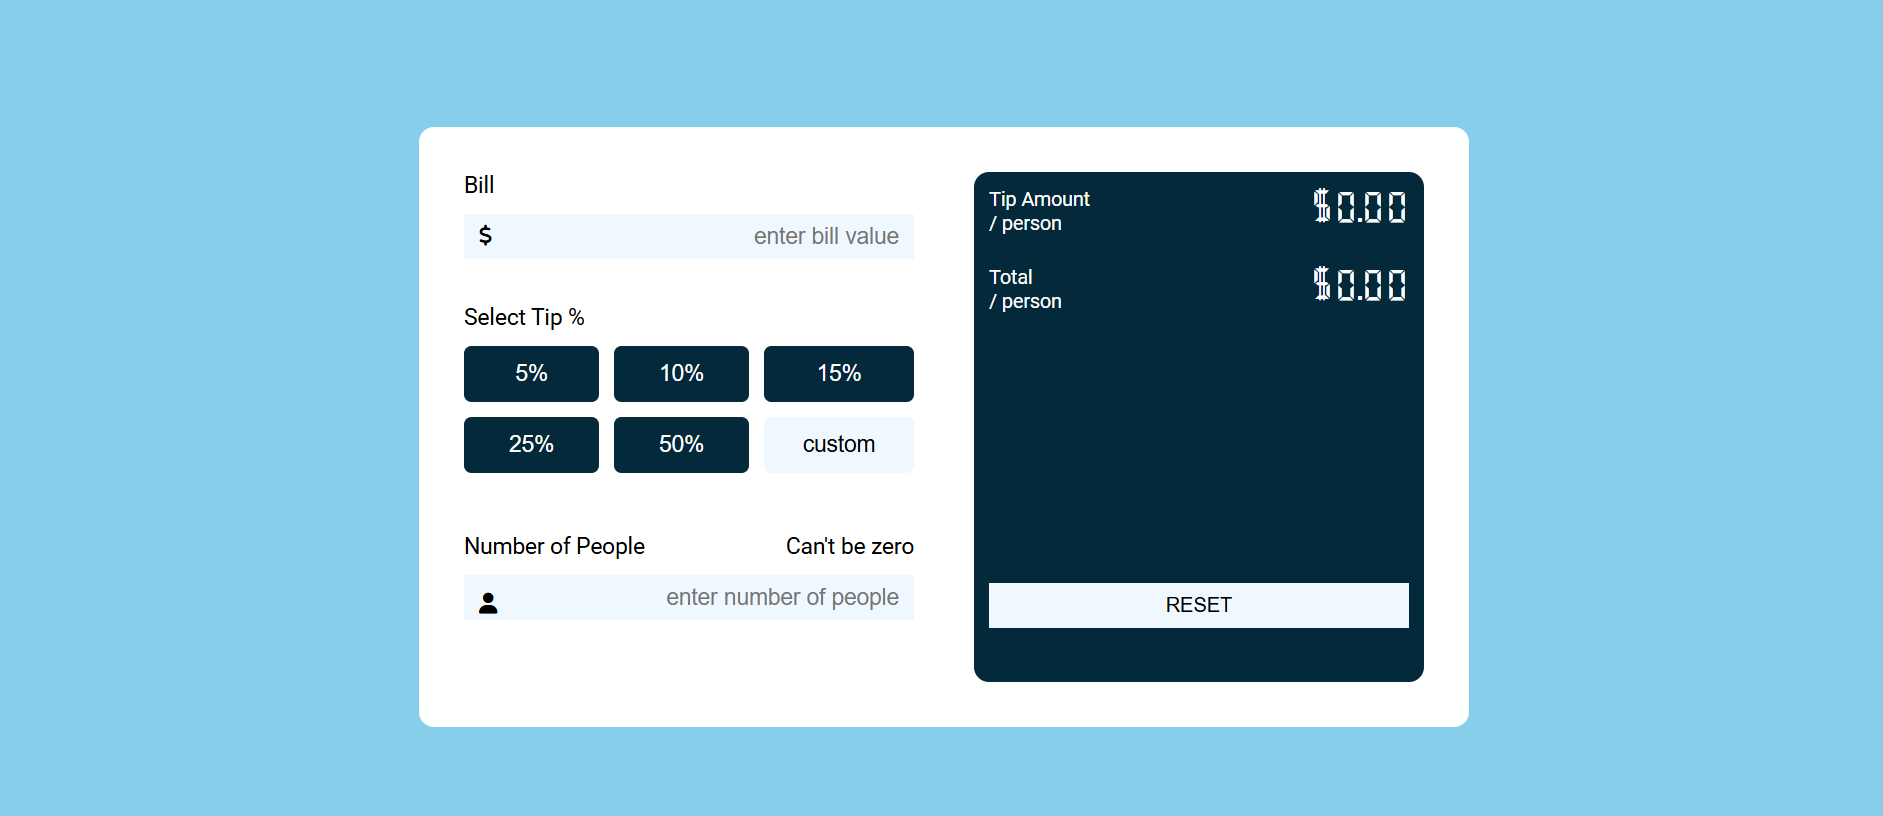 Bill
$ enter bill value
Select Tip %
5% 10% 15%
25% 50% custom
Number of People Can't be zero
enter number of people
Tip Amount
/ person
$0.00
Total
/ person
$0.00
RESET